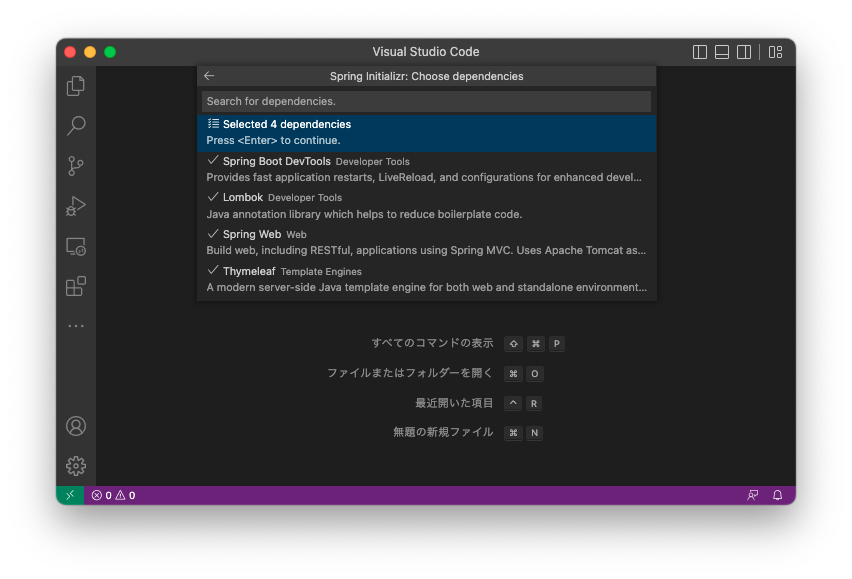 Visual Studio Code
Spring Initializr: Choose dependencies
Search for dependencies.
Selected 4 dependencies
Press <Enter> to continue.
Spring Boot DevTools Developer Tools
Provides fast application restarts, LiveReload, and configurations for enhanced devel...
Lombok Developer Tools
Java annotation library which helps to reduce boilerplate code.
Spring Web Web
Build web, including RESTful, applications using Spring MVC. Uses Apache Tomcat as...
Thymeleaf Template Engines
A modern server-side Java template engine for both web and standalone environment...
すべてのコマンドの表示 ⇧ ⌘ P
ファイルまたはフォルダーを開く ⌘ O
最近開いた項目 ^ R
無題の新規ファイル ⌘ N
0 0